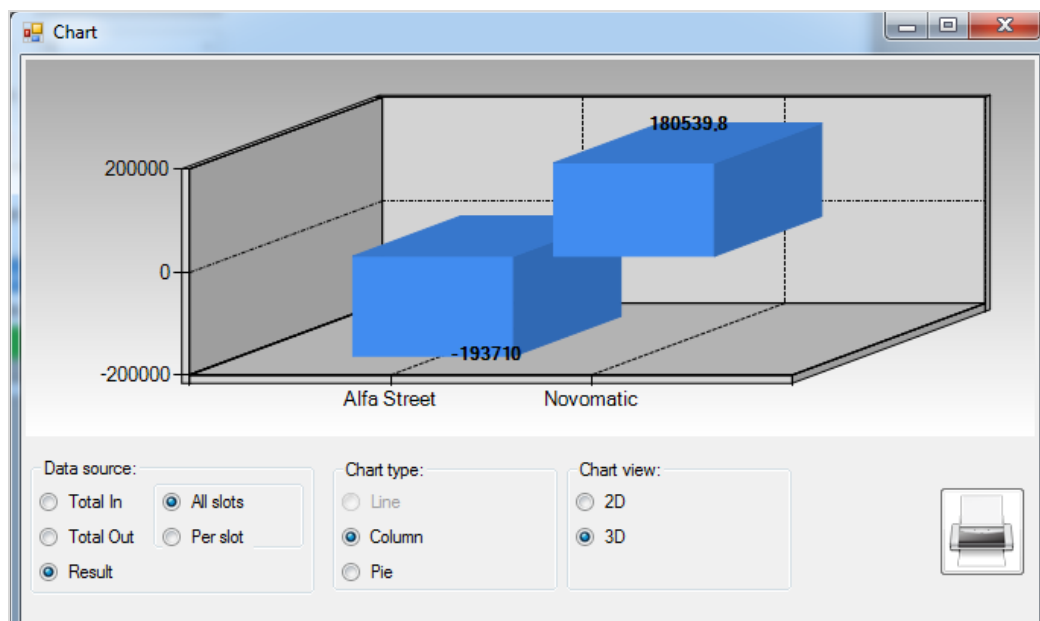 Chart
180539,8
200000
0
-193710
-200000
Alfa Street
Novomatic
Data source:
Total In
All slots
Total Out
Per slot
Result
Chart type:
Line
Column
Pie
Chart view:
2D
3D